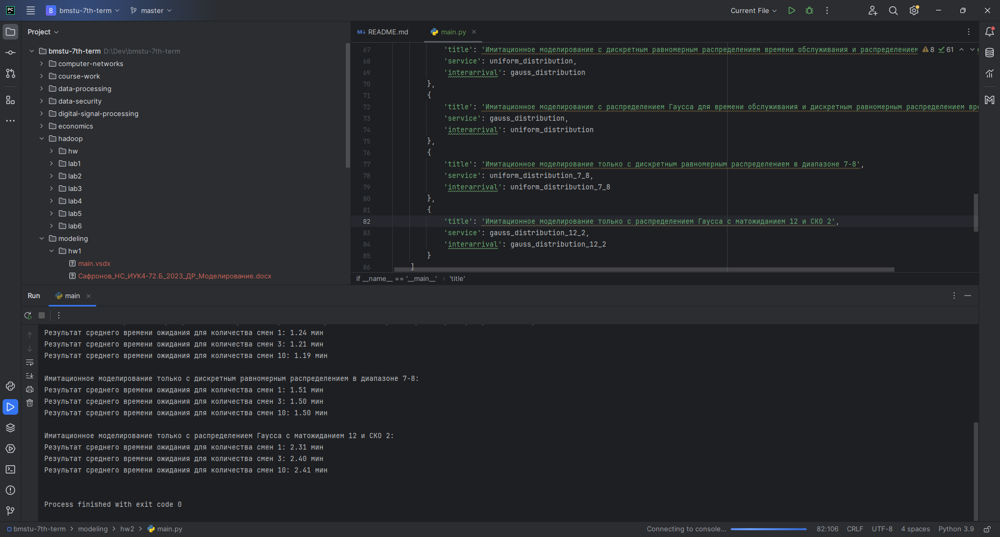 PC
B bmstu-7th-term
master
Current File
Project
bmstu-7th-term D:\Dev\bmstu-7th-term
computer-networks
course-work
data-processing
data-security
digital-signal-processing
economics
hadoop
hw
lab1
lab2
lab3
lab4
lab5
lab6
modeling
hw1
main.vsdx
Сафронов_НС_ИУК4-72.Б_2023_ДР_Моделирование.docx
M↓ README.md
main.py
8 61
67 'title': 'Имитационное моделирование с дискретным равномерным распределением времени обслуживания и распределением
68 'service': uniform_distribution,
69 'interarrival': gauss_distribution
70 },
71 {
72 'title': 'Имитационное моделирование с распределением Гаусса для времени обслуживания и дискретным равномерным распределением вре
73 'service': gauss_distribution,
74 'interarrival': uniform_distribution
75 },
76 {
77 'title': 'Имитационное моделирование только с дискретным равномерным распределением в диапазоне 7-8',
78 'service': uniform_distribution_7_8,
79 'interarrival': uniform_distribution_7_8
80 },
81 {
82 'title': 'Имитационное моделирование только с распределением Гаусса с матожиданием 12 и СКО 2',
83 'service': gauss_distribution_12_2,
84 'interarrival': gauss_distribution_12_2
85 }
86 ]
if __name__ == '__main__' › 'title'
Run
main
Результат среднего времени ожидания для количества смен 1: 1.24 мин
Результат среднего времени ожидания для количества смен 3: 1.21 мин
Результат среднего времени ожидания для количества смен 10: 1.19 мин
Имитационное моделирование только с дискретным равномерным распределением в диапазоне 7-8:
Результат среднего времени ожидания для количества смен 1: 1.51 мин
Результат среднего времени ожидания для количества смен 3: 1.50 мин
Результат среднего времени ожидания для количества смен 10: 1.50 мин
Имитационное моделирование только с распределением Гаусса с матожиданием 12 и СКО 2:
Результат среднего времени ожидания для количества смен 1: 2.31 мин
Результат среднего времени ожидания для количества смен 3: 2.40 мин
Результат среднего времени ожидания для количества смен 10: 2.41 мин
Process finished with exit code 0
bmstu-7th-term › modeling › hw2 › main.py
Connecting to console... 82:106 CRLF UTF-8 4 spaces Python 3.9